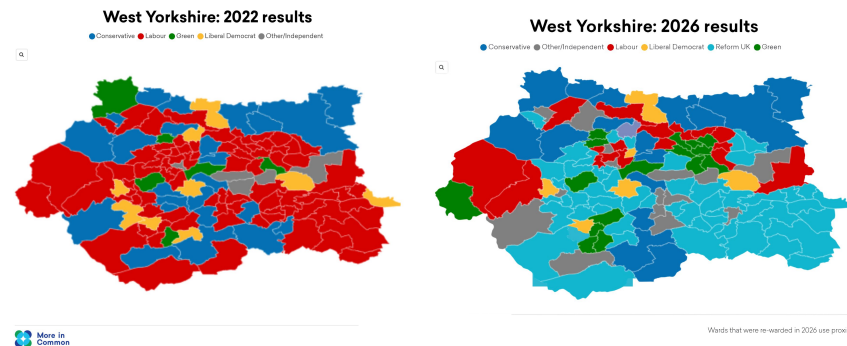 West Yorkshire: 2022 results
Conservative Labour Green Liberal Democrat Other/Independent
West Yorkshire: 2026 results
Conservative Other/Independent Labour Liberal Democrat Reform UK Green
More in
Common
Wards that were re-warded in 2026 use proxi